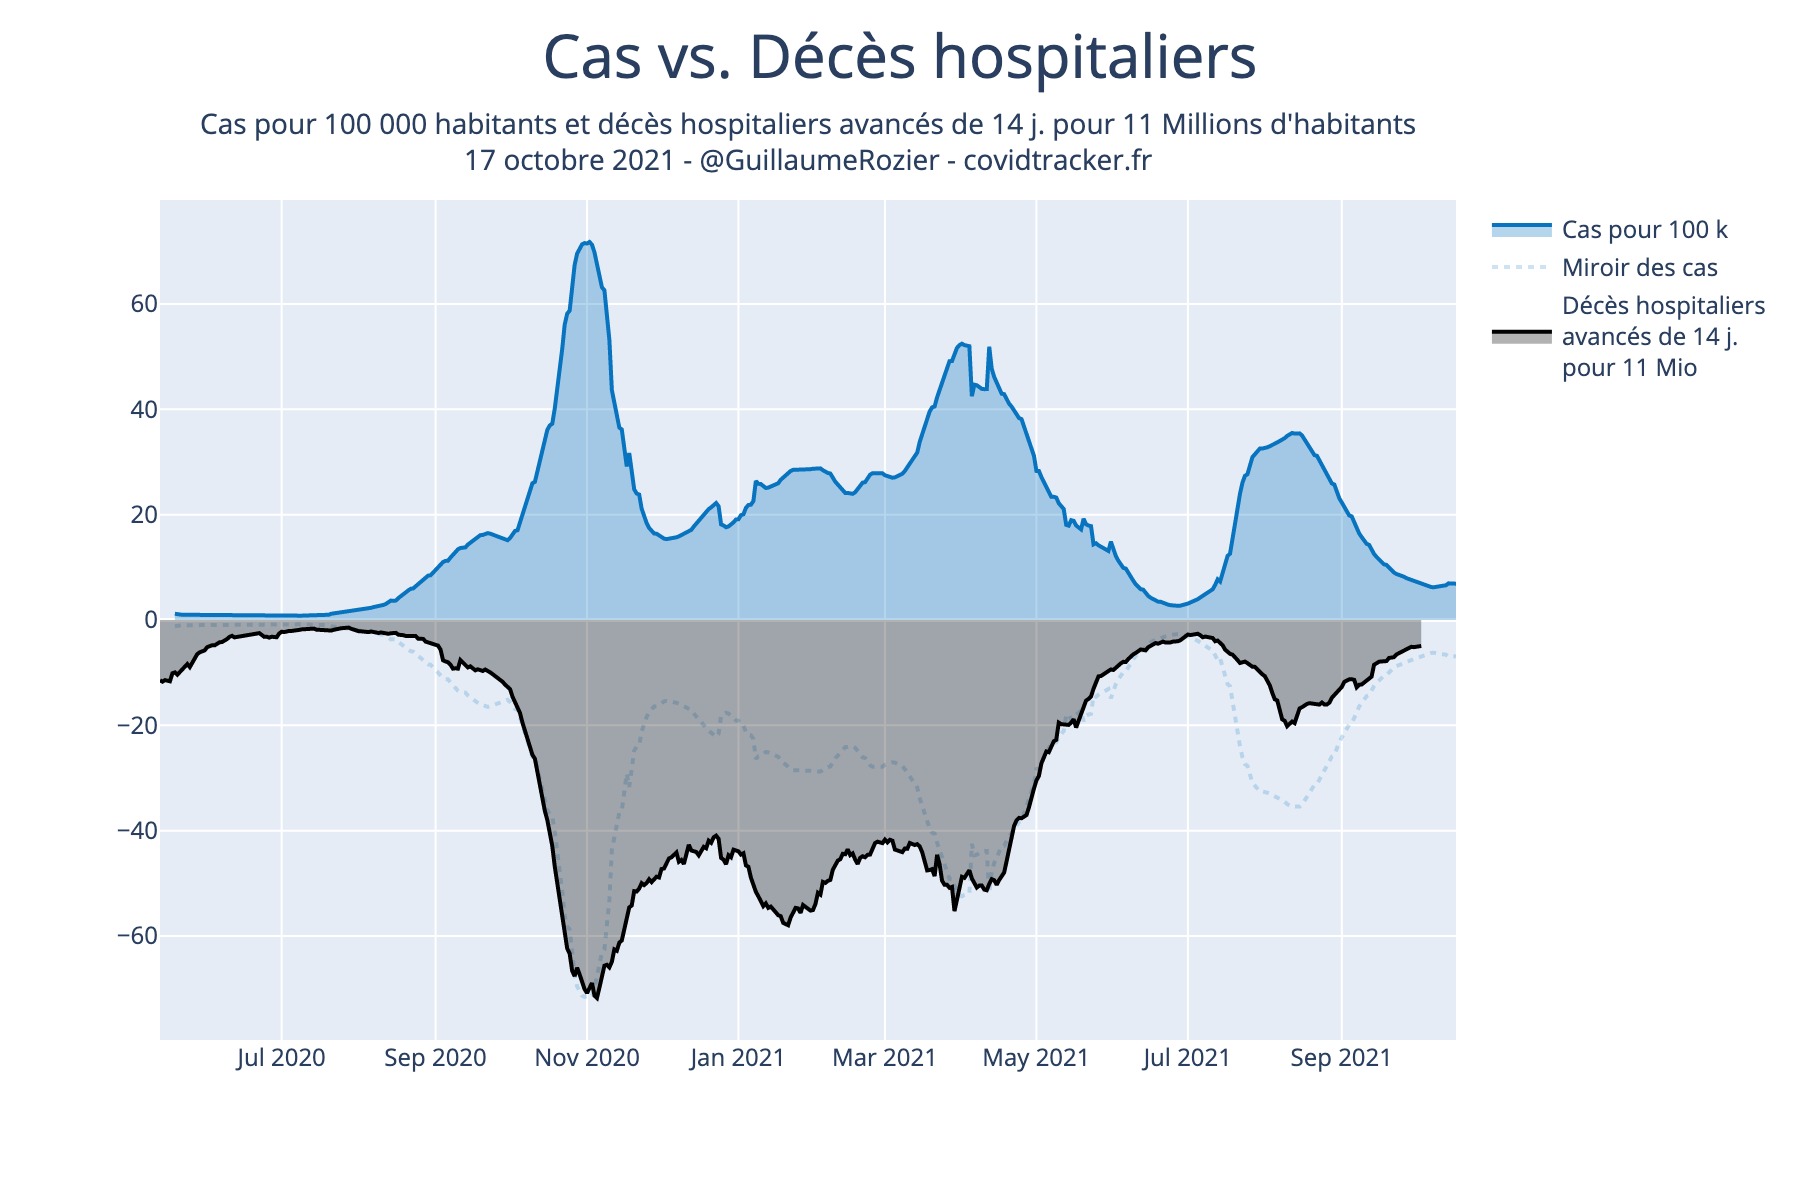 Cas vs. Décès hospitaliers
Cas pour 100 000 habitants et décès hospitaliers avancés de 14 j. pour 11 Millions d'habitants
17 octobre 2021 - @GuillaumeRozier - covidtracker.fr
Cas pour 100 k
Miroir des cas
Décès hospitaliers
avancés de 14 j.
pour 11 Mio
60
40
20
0
−20
−40
−60
Jul 2020
Sep 2020
Nov 2020
Jan 2021
Mar 2021
May 2021
Jul 2021
Sep 2021